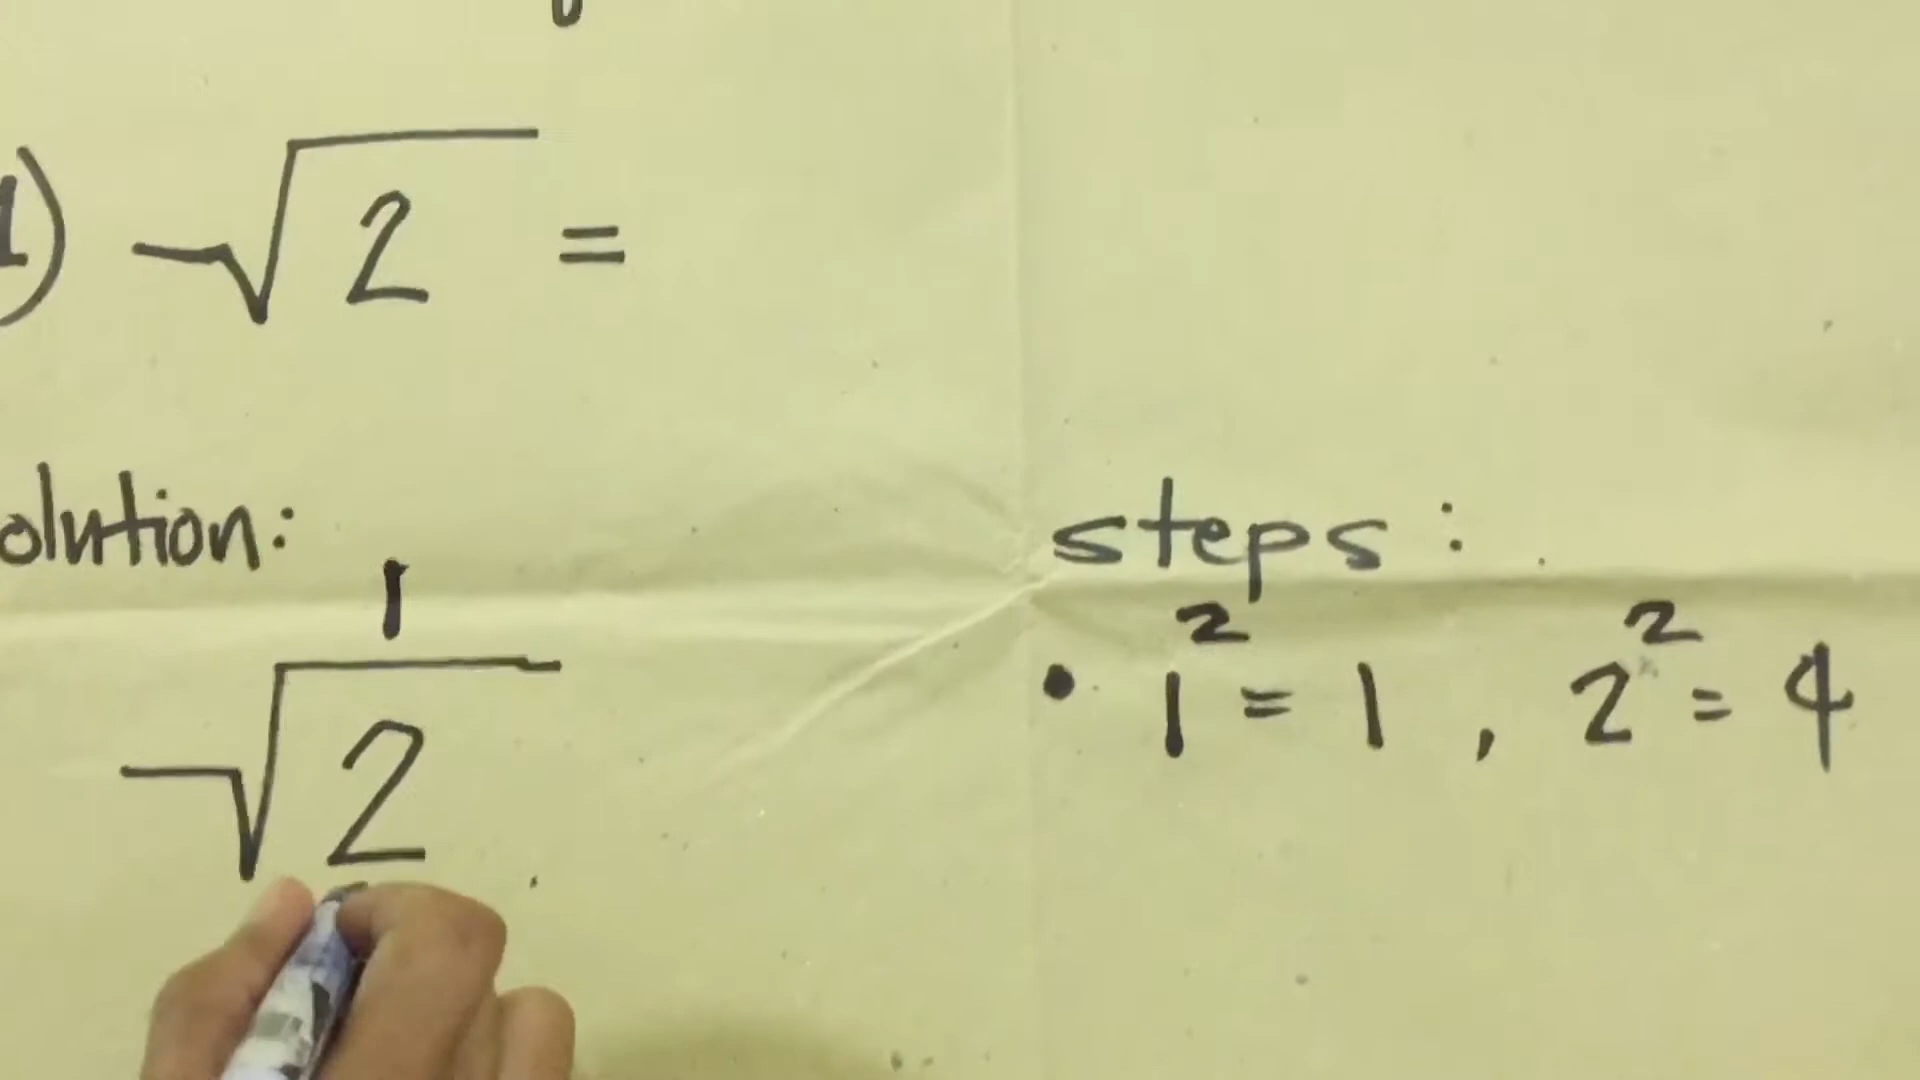 1) √2 =
olution:
steps:
1
√2
• 1² = 1 , 2² = 4